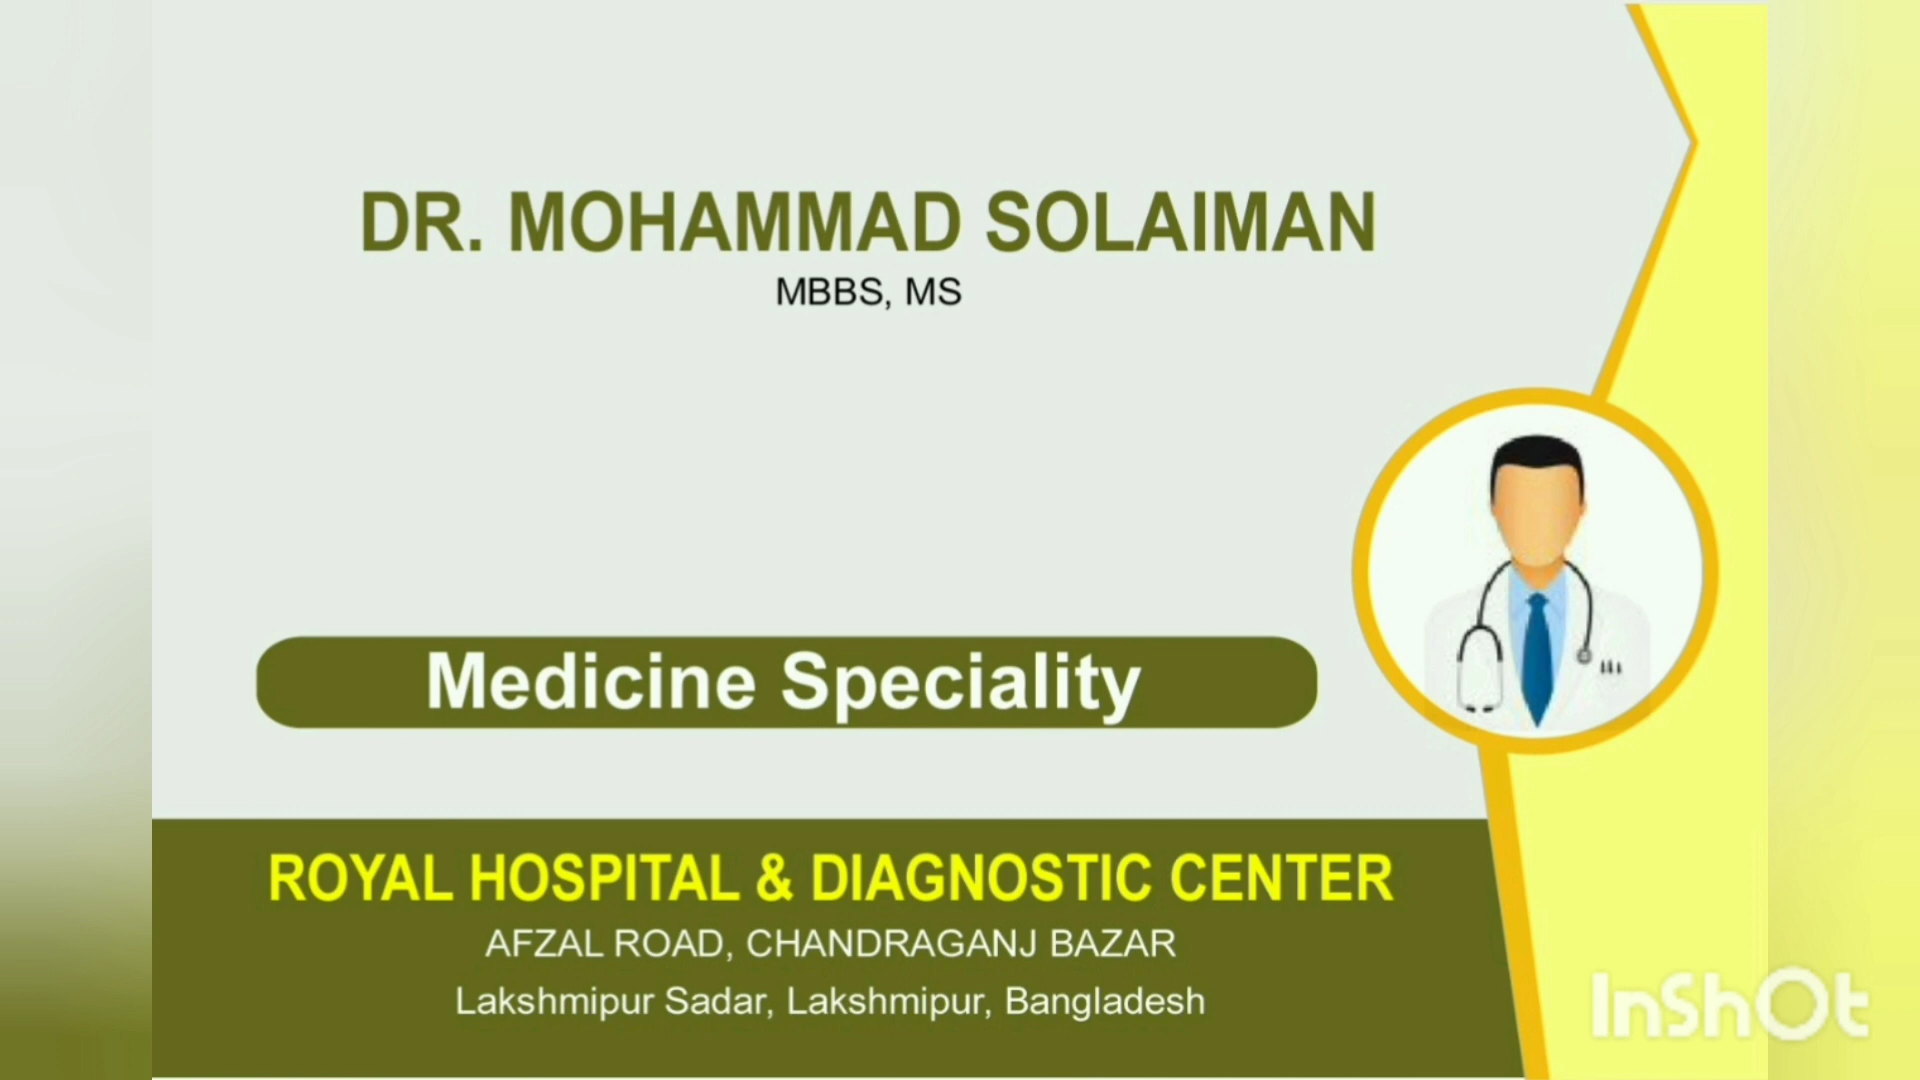 DR. MOHAMMAD SOLAIMAN
MBBS, MS
Medicine Speciality
ROYAL HOSPITAL & DIAGNOSTIC CENTER
AFZAL ROAD, CHANDRAGANJ BAZAR
Lakshmipur Sadar, Lakshmipur, Bangladesh
InShOt